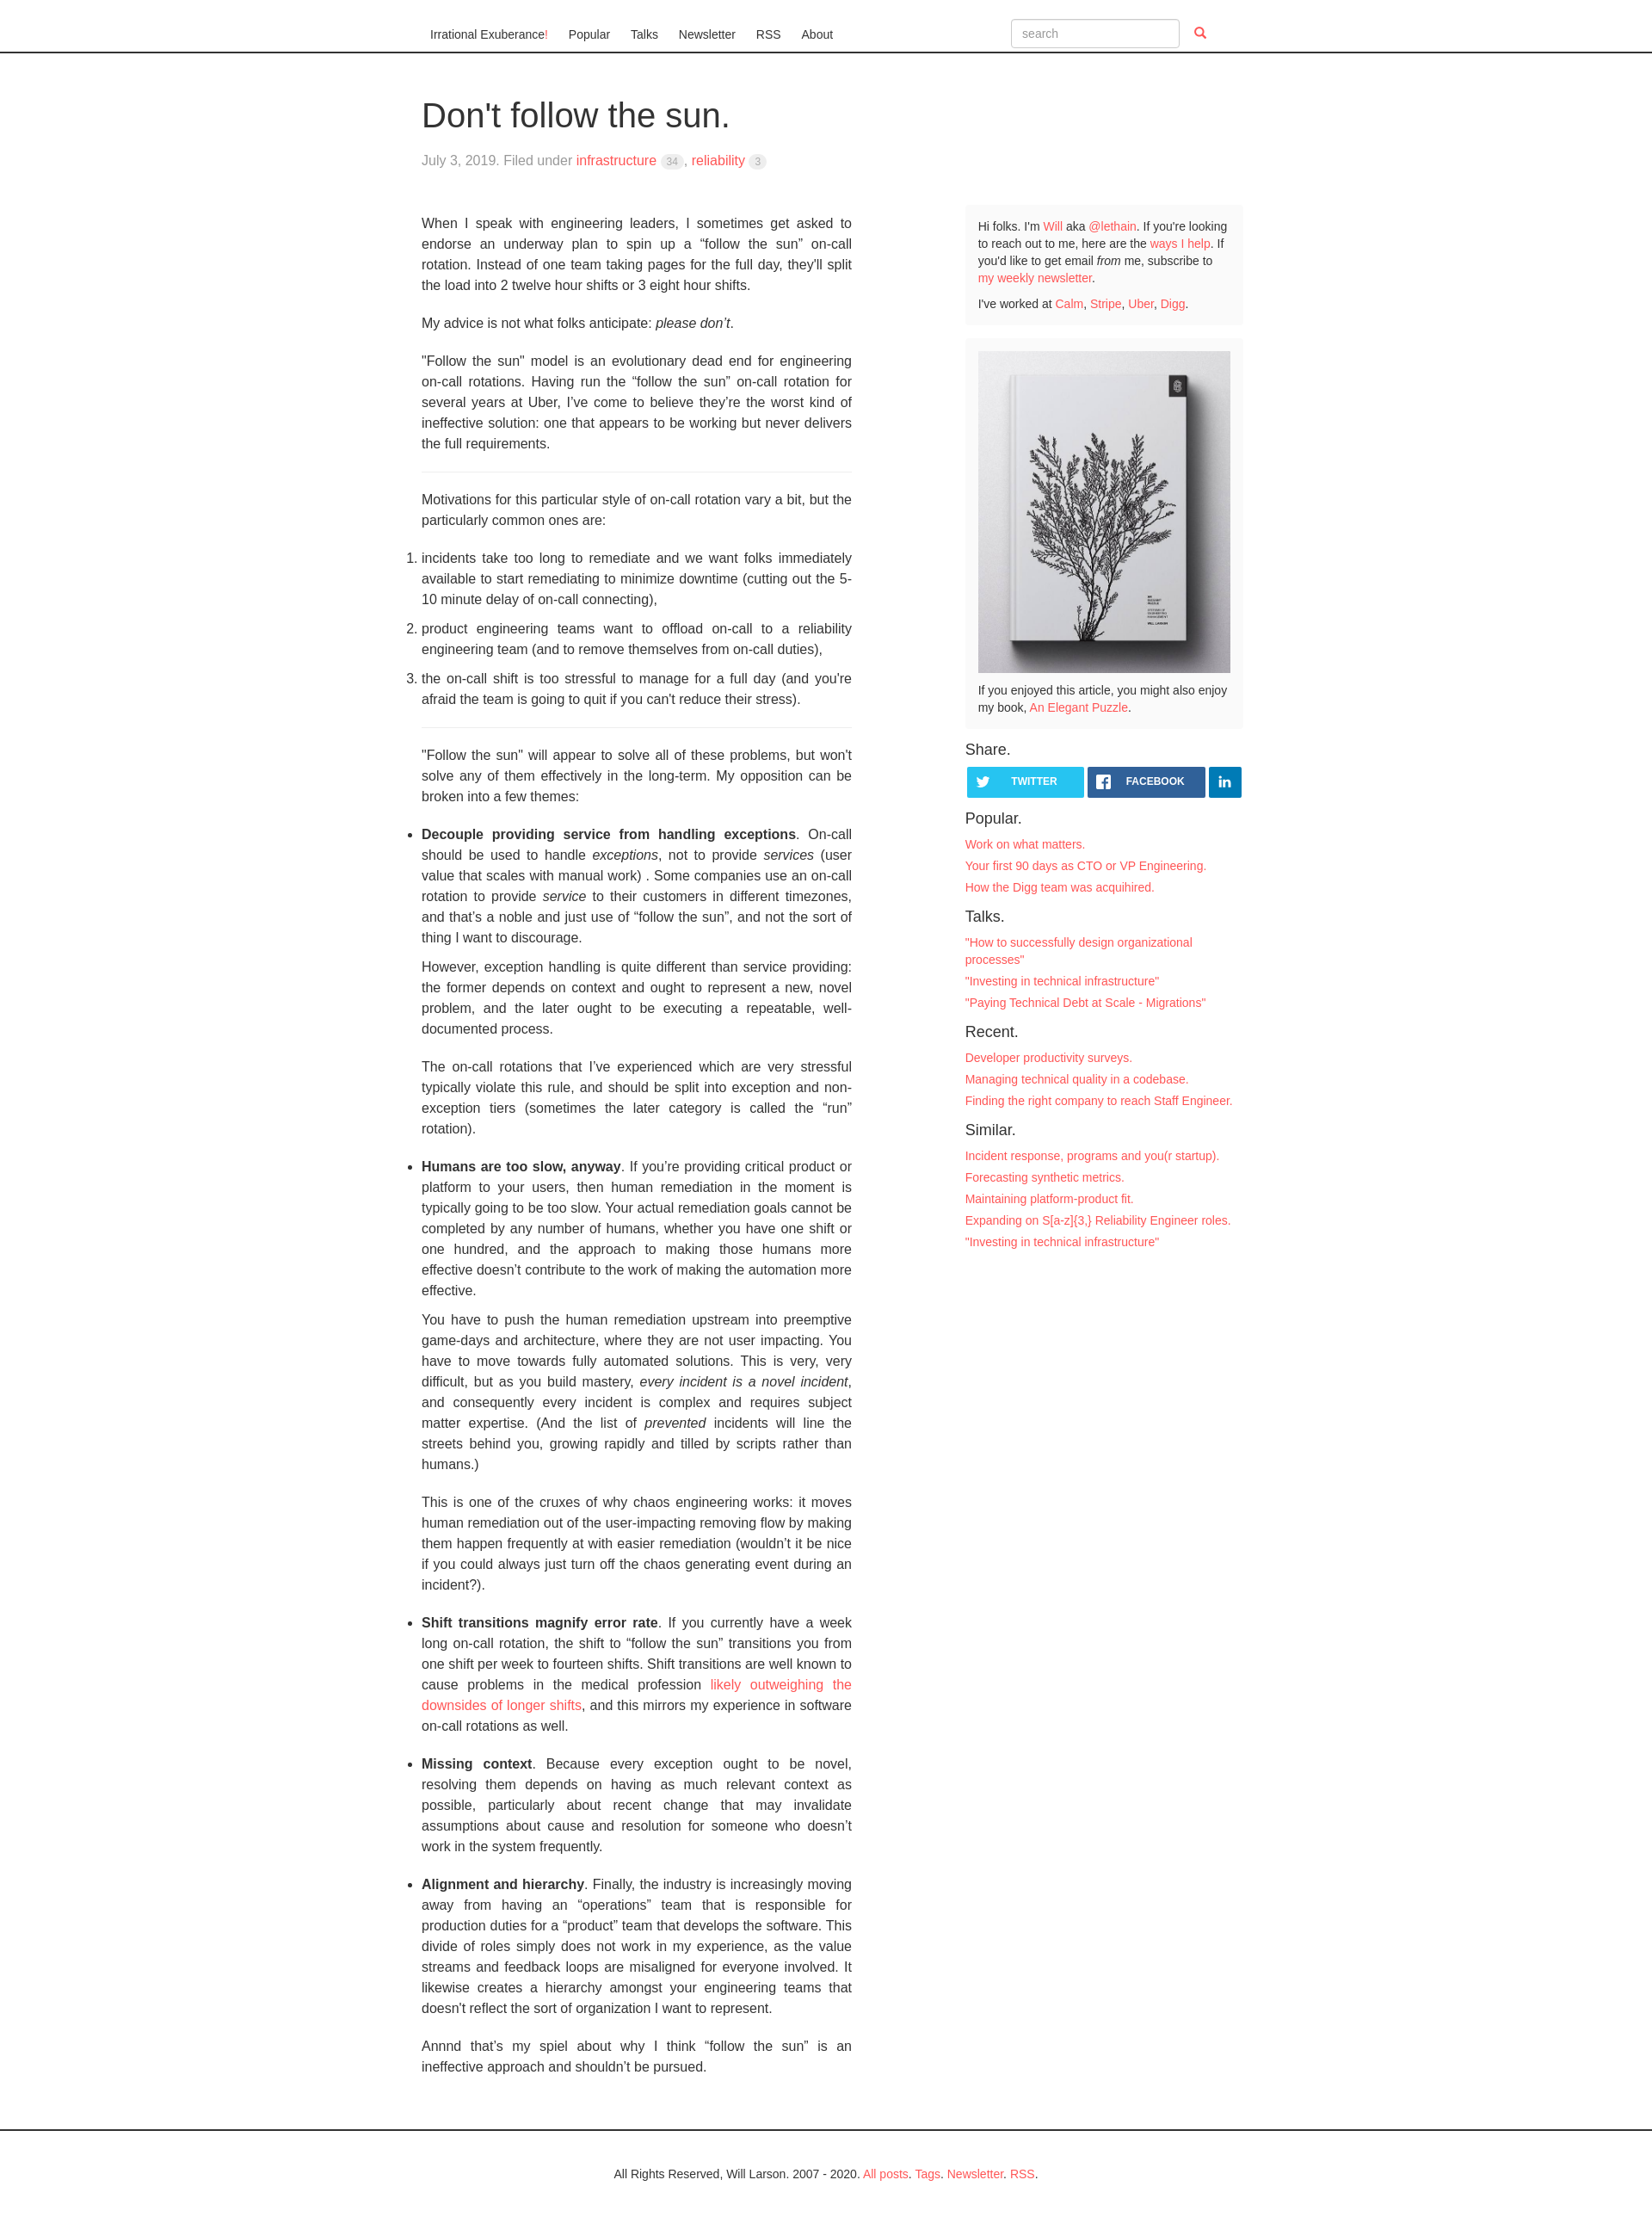 Irrational Exuberance! Popular Talks Newsletter RSS About search
Don't follow the sun.
July 3, 2019. Filed under infrastructure 34, reliability 3
When I speak with engineering leaders, I sometimes get asked to
endorse an underway plan to spin up a “follow the sun” on-call
rotation. Instead of one team taking pages for the full day, they'll split
the load into 2 twelve hour shifts or 3 eight hour shifts.
My advice is not what folks anticipate: please don’t.
"Follow the sun" model is an evolutionary dead end for engineering
on-call rotations. Having run the “follow the sun” on-call rotation for
several years at Uber, I’ve come to believe they’re the worst kind of
ineffective solution: one that appears to be working but never delivers
the full requirements.
Motivations for this particular style of on-call rotation vary a bit, but the
particularly common ones are:
1. incidents take too long to remediate and we want folks immediately
available to start remediating to minimize downtime (cutting out the 5-
10 minute delay of on-call connecting),
2. product engineering teams want to offload on-call to a reliability
engineering team (and to remove themselves from on-call duties),
3. the on-call shift is too stressful to manage for a full day (and you're
afraid the team is going to quit if you can't reduce their stress).
"Follow the sun" will appear to solve all of these problems, but won't
solve any of them effectively in the long-term. My opposition can be
broken into a few themes:
• Decouple providing service from handling exceptions. On-call
should be used to handle exceptions, not to provide services (user
value that scales with manual work) . Some companies use an on-call
rotation to provide service to their customers in different timezones,
and that’s a noble and just use of “follow the sun”, and not the sort of
thing I want to discourage.
However, exception handling is quite different than service providing:
the former depends on context and ought to represent a new, novel
problem, and the later ought to be executing a repeatable, well-
documented process.
The on-call rotations that I’ve experienced which are very stressful
typically violate this rule, and should be split into exception and non-
exception tiers (sometimes the later category is called the “run”
rotation).
• Humans are too slow, anyway. If you’re providing critical product or
platform to your users, then human remediation in the moment is
typically going to be too slow. Your actual remediation goals cannot be
completed by any number of humans, whether you have one shift or
one hundred, and the approach to making those humans more
effective doesn’t contribute to the work of making the automation more
effective.
You have to push the human remediation upstream into preemptive
game-days and architecture, where they are not user impacting. You
have to move towards fully automated solutions. This is very, very
difficult, but as you build mastery, every incident is a novel incident,
and consequently every incident is complex and requires subject
matter expertise. (And the list of prevented incidents will line the
streets behind you, growing rapidly and tilled by scripts rather than
humans.)
This is one of the cruxes of why chaos engineering works: it moves
human remediation out of the user-impacting removing flow by making
them happen frequently at with easier remediation (wouldn’t it be nice
if you could always just turn off the chaos generating event during an
incident?).
• Shift transitions magnify error rate. If you currently have a week
long on-call rotation, the shift to “follow the sun” transitions you from
one shift per week to fourteen shifts. Shift transitions are well known to
cause problems in the medical profession likely outweighing the
downsides of longer shifts, and this mirrors my experience in software
on-call rotations as well.
• Missing context. Because every exception ought to be novel,
resolving them depends on having as much relevant context as
possible, particularly about recent change that may invalidate
assumptions about cause and resolution for someone who doesn’t
work in the system frequently.
• Alignment and hierarchy. Finally, the industry is increasingly moving
away from having an “operations” team that is responsible for
production duties for a “product” team that develops the software. This
divide of roles simply does not work in my experience, as the value
streams and feedback loops are misaligned for everyone involved. It
likewise creates a hierarchy amongst your engineering teams that
doesn't reflect the sort of organization I want to represent.
Annnd that’s my spiel about why I think “follow the sun” is an
ineffective approach and shouldn’t be pursued.
Hi folks. I'm Will aka @lethain. If you're looking
to reach out to me, here are the ways I help. If
you'd like to get email from me, subscribe to
my weekly newsletter.
I've worked at Calm, Stripe, Uber, Digg.
If you enjoyed this article, you might also enjoy
my book, An Elegant Puzzle.
Share.
TWITTER FACEBOOK in
Popular.
Work on what matters.
Your first 90 days as CTO or VP Engineering.
How the Digg team was acquihired.
Talks.
"How to successfully design organizational
processes"
"Investing in technical infrastructure"
"Paying Technical Debt at Scale - Migrations"
Recent.
Developer productivity surveys.
Managing technical quality in a codebase.
Finding the right company to reach Staff Engineer.
Similar.
Incident response, programs and you(r startup).
Forecasting synthetic metrics.
Maintaining platform-product fit.
Expanding on S[a-z]{3,} Reliability Engineer roles.
"Investing in technical infrastructure"
All Rights Reserved, Will Larson. 2007 - 2020. All posts. Tags. Newsletter. RSS.